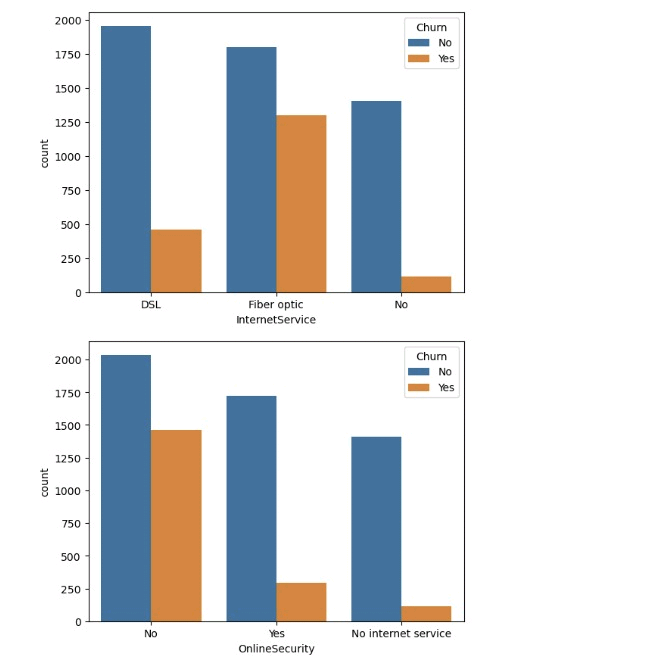 2000
Churn
No
Yes
1750
1500
1250
count
1000
750
500
250
0
DSL Fiber optic No
InternetService
2000
Churn
No
Yes
1750
1500
1250
count
1000
750
500
250
0
No Yes No internet service
OnlineSecurity